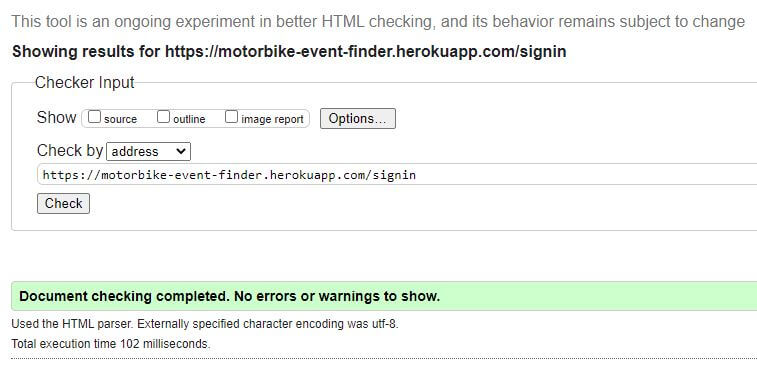 This tool is an ongoing experiment in better HTML checking, and its behavior remains subject to change
Showing results for https://motorbike-event-finder.herokuapp.com/signin
Checker Input
Show source outline image report Options...
Check by address
https://motorbike-event-finder.herokuapp.com/signin
Check
Document checking completed. No errors or warnings to show.
Used the HTML parser. Externally specified character encoding was utf-8.
Total execution time 102 milliseconds.